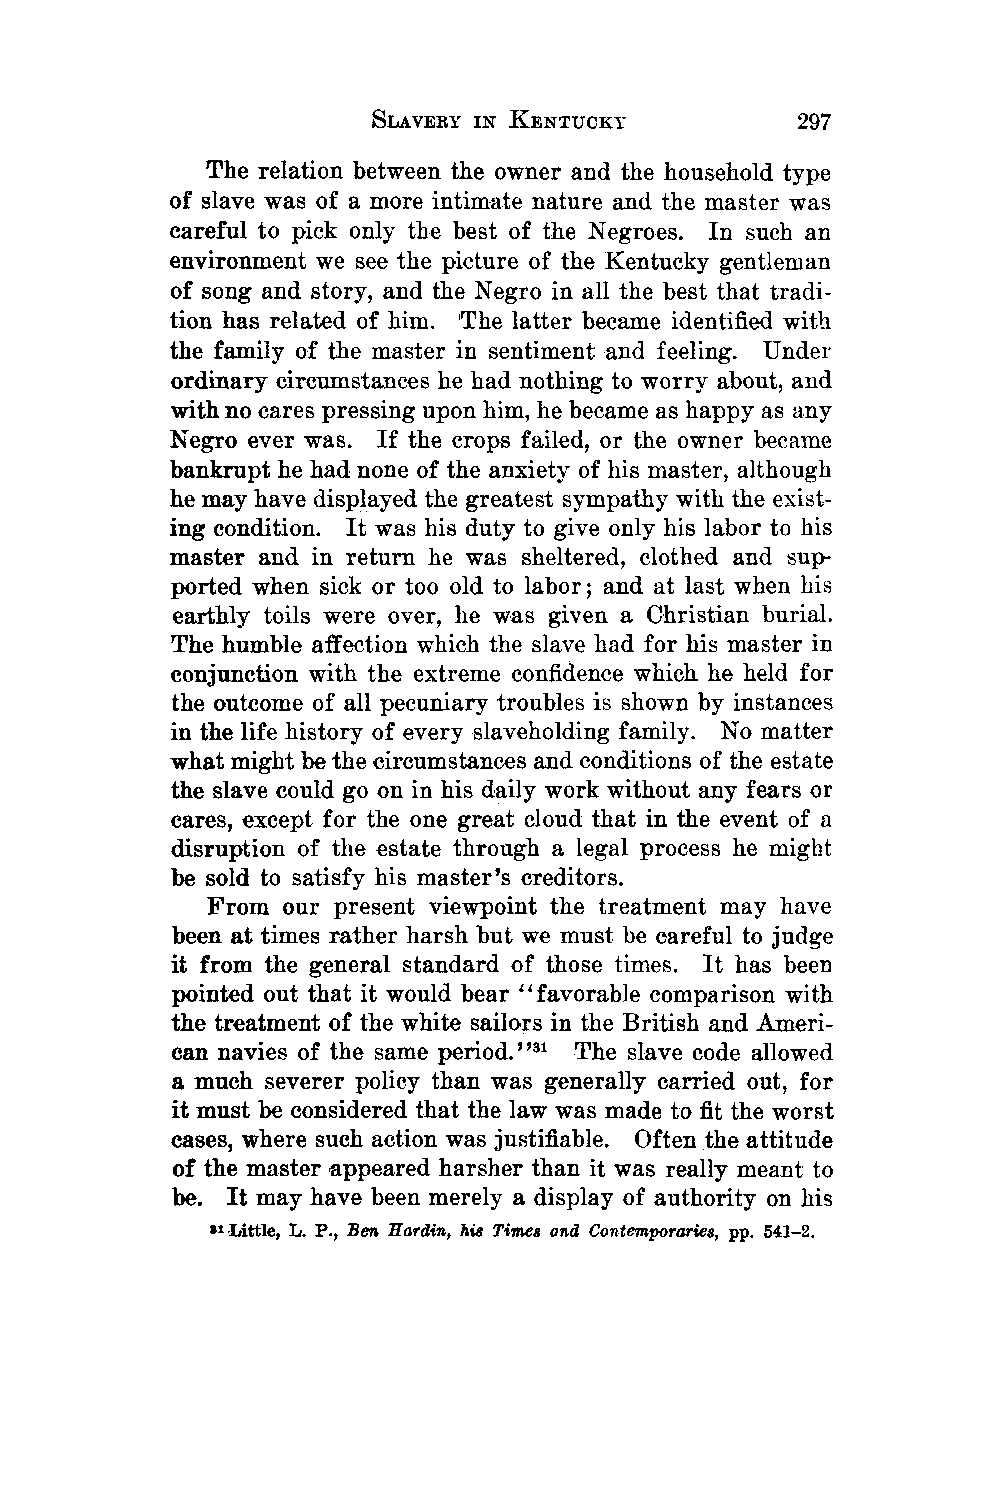 SLAVERY IN KENTUCKY 297
The relation between the owner and the household type
of slave was of a more intimate nature and the master was
careful to pick only the best of the Negroes. In such an
environment we see the picture of the Kentucky gentleman
of song and story, and the Negro in all the best that tradi-
tion has related of him. The latter became identified with
the family of the master in sentiment and feeling. Under
ordinary circumstances he had nothing to worry about, and
with no cares pressing upon him, he became as happy as any
Negro ever was. If the crops failed, or the owner became
bankrupt he had none of the anxiety of his master, although
he may have displayed the greatest sympathy with the exist-
ing condition. It was his duty to give only his labor to his
master and in return he was sheltered, clothed and sup-
ported when sick or too old to labor; and at last when his
earthly toils were over, he was given a Christian burial.
The humble affection which the slave had for his master in
conjunction with the extreme confidence which he held for
the outcome of all pecuniary troubles is shown by instances
in the life history of every slaveholding family. No matter
what might be the circumstances and conditions of the estate
the slave could go on in his daily work without any fears or
cares, except for the one great cloud that in the event of a
disruption of the estate through a legal process he might
be sold to satisfy his master's creditors.
From our present viewpoint the treatment may have
been at times rather harsh but we must be careful to judge
it from the general standard of those times. It has been
pointed out that it would bear "favorable comparison with
the treatment of the white sailors in the British and Ameri-
can navies of the same period."³¹ The slave code allowed
a much severer policy than was generally carried out, for
it must be considered that the law was made to fit the worst
cases, where such action was justifiable. Often the attitude
of the master appeared harsher than it was really meant to
be. It may have been merely a display of authority on his
³¹ Little, L. P., Ben Hardin, his Times and Contemporaries, pp. 541-2.